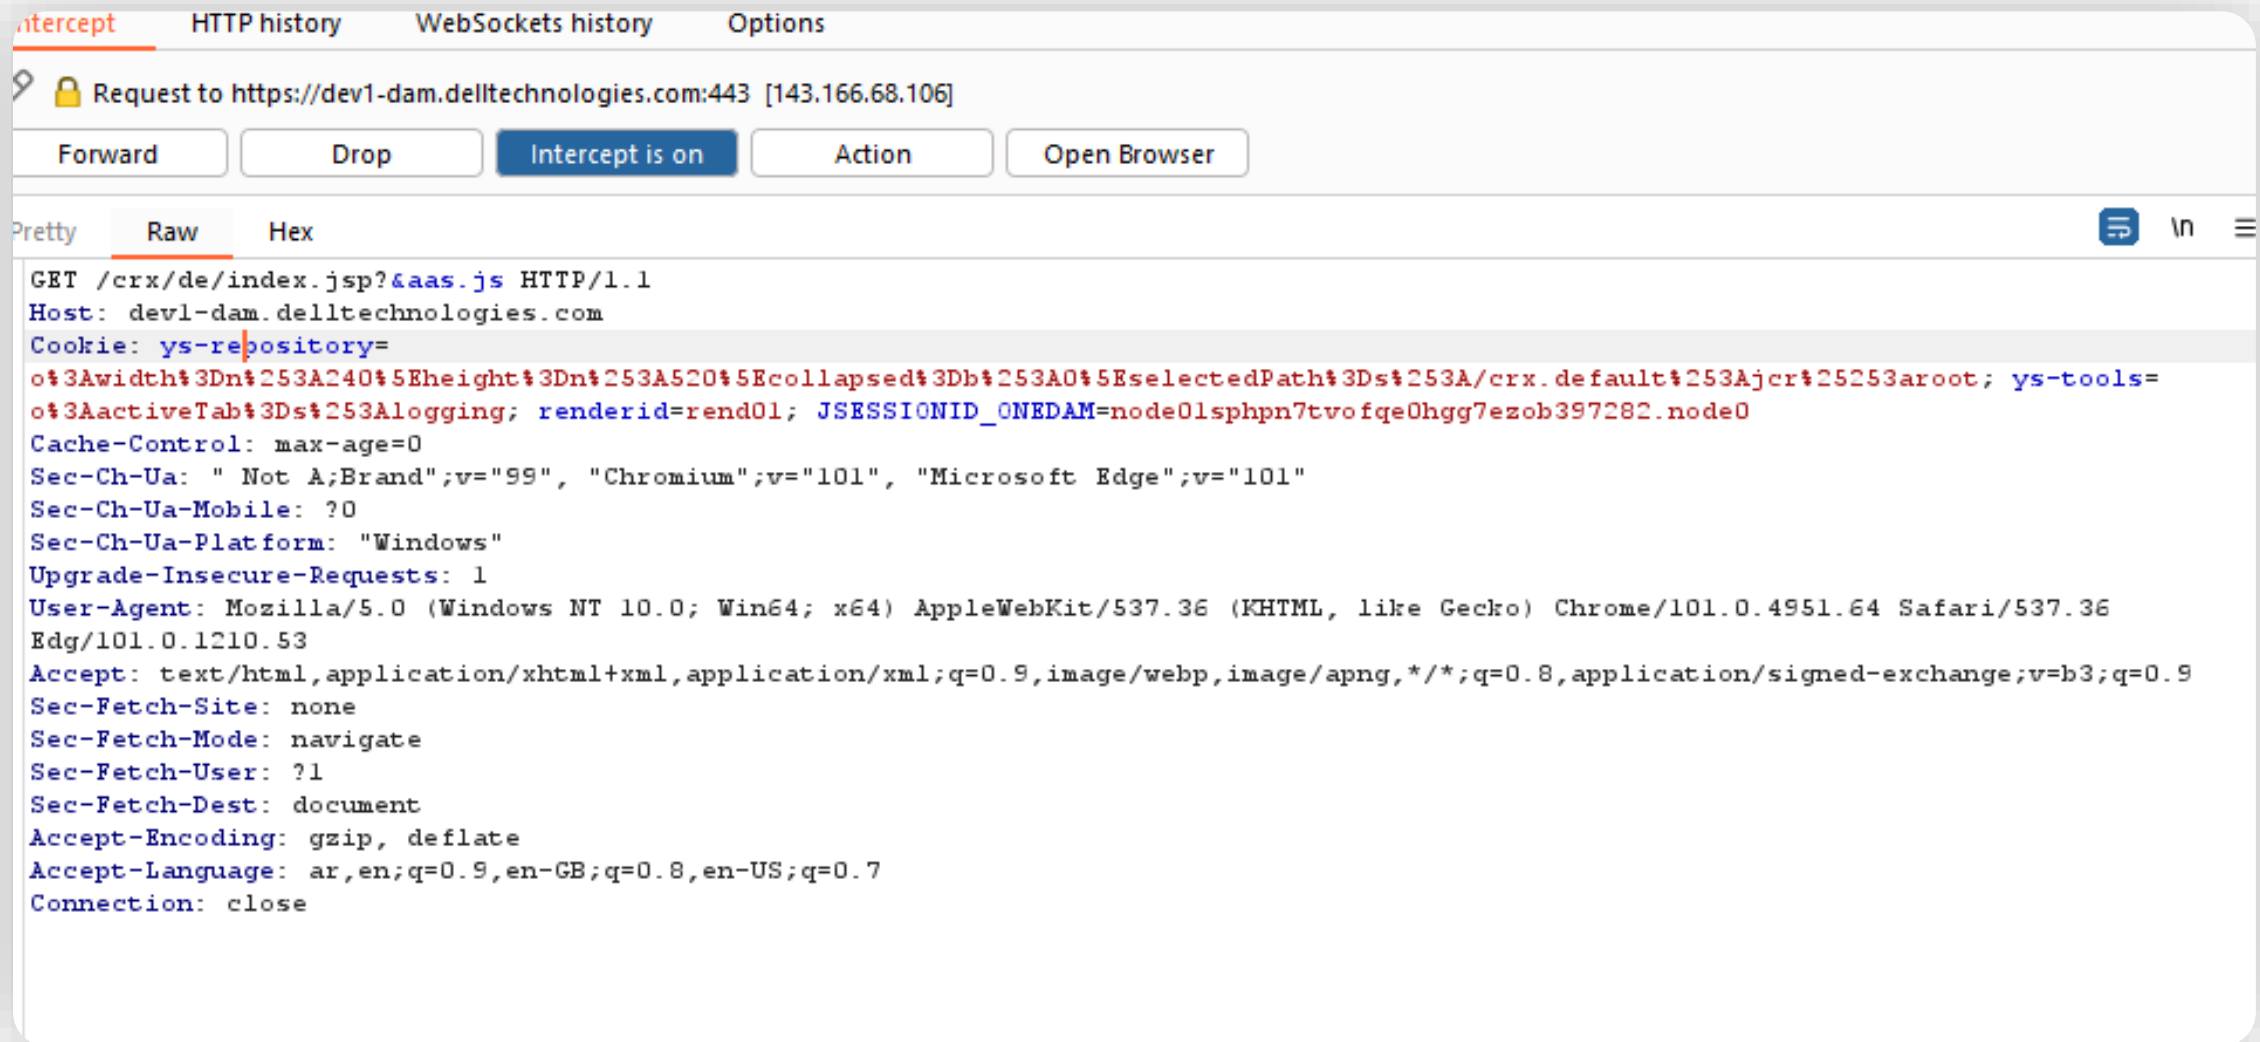 ntercept HTTP history WebSockets history Options
Request to https://dev1-dam.delltechnologies.com:443 [143.166.68.106]
Forward Drop Intercept is on Action Open Browser
Pretty Raw Hex \n
GET /crx/de/index.jsp?&aas.js HTTP/1.1
Host: dev1-dam.delltechnologies.com
Cookie: ys-repository=
o%3Awidth%3Dn%253A240%5Eheight%3Dn%253A520%5Ecollapsed%3Db%253A0%5EselectedPath%3Ds%253A/crx.default%253Ajcr%25253aroot; ys-tools=
o%3AactiveTab%3Ds%253Alogging; renderid=rend01; JSESSIONID_ONEDAM=node01sphpn7tvofqe0hgg7ezob397282.node0
Cache-Control: max-age=0
Sec-Ch-Ua: " Not A;Brand";v="99", "Chromium";v="101", "Microsoft Edge";v="101"
Sec-Ch-Ua-Mobile: ?0
Sec-Ch-Ua-Platform: "Windows"
Upgrade-Insecure-Requests: 1
User-Agent: Mozilla/5.0 (Windows NT 10.0; Win64; x64) AppleWebKit/537.36 (KHTML, like Gecko) Chrome/101.0.4951.64 Safari/537.36
Edg/101.0.1210.53
Accept: text/html,application/xhtml+xml,application/xml;q=0.9,image/webp,image/apng,*/*;q=0.8,application/signed-exchange;v=b3;q=0.9
Sec-Fetch-Site: none
Sec-Fetch-Mode: navigate
Sec-Fetch-User: ?1
Sec-Fetch-Dest: document
Accept-Encoding: gzip, deflate
Accept-Language: ar,en;q=0.9,en-GB;q=0.8,en-US;q=0.7
Connection: close